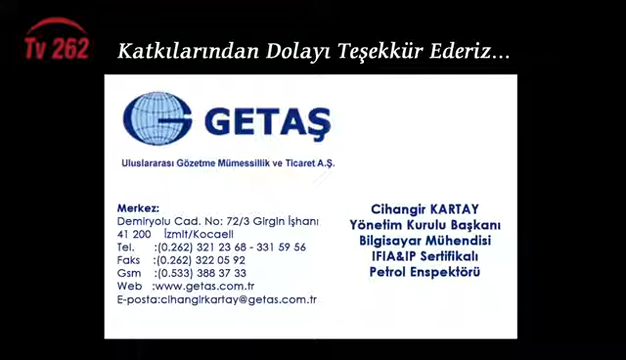 Tv 262
Katkılarından Dolayı Teşekkür Ederiz...
GETAŞ
Uluslararası Gözetme Mümessillik ve Ticaret A.Ş.
Merkez:
Demiryolu Cad. No: 72/3 Girgin İşhanı
41 200 İzmit/Kocaeli
Tel. :(0.262) 321 23 68 - 331 59 56
Faks :(0.262) 322 05 92
Gsm :(0.533) 388 37 33
Web :www.getas.com.tr
E-posta:cihangirkartay@getas.com.tr
Cihangir KARTAY
Yönetim Kurulu Başkanı
Bilgisayar Mühendisi
IFIA&IP Sertifikalı
Petrol Enspektörü